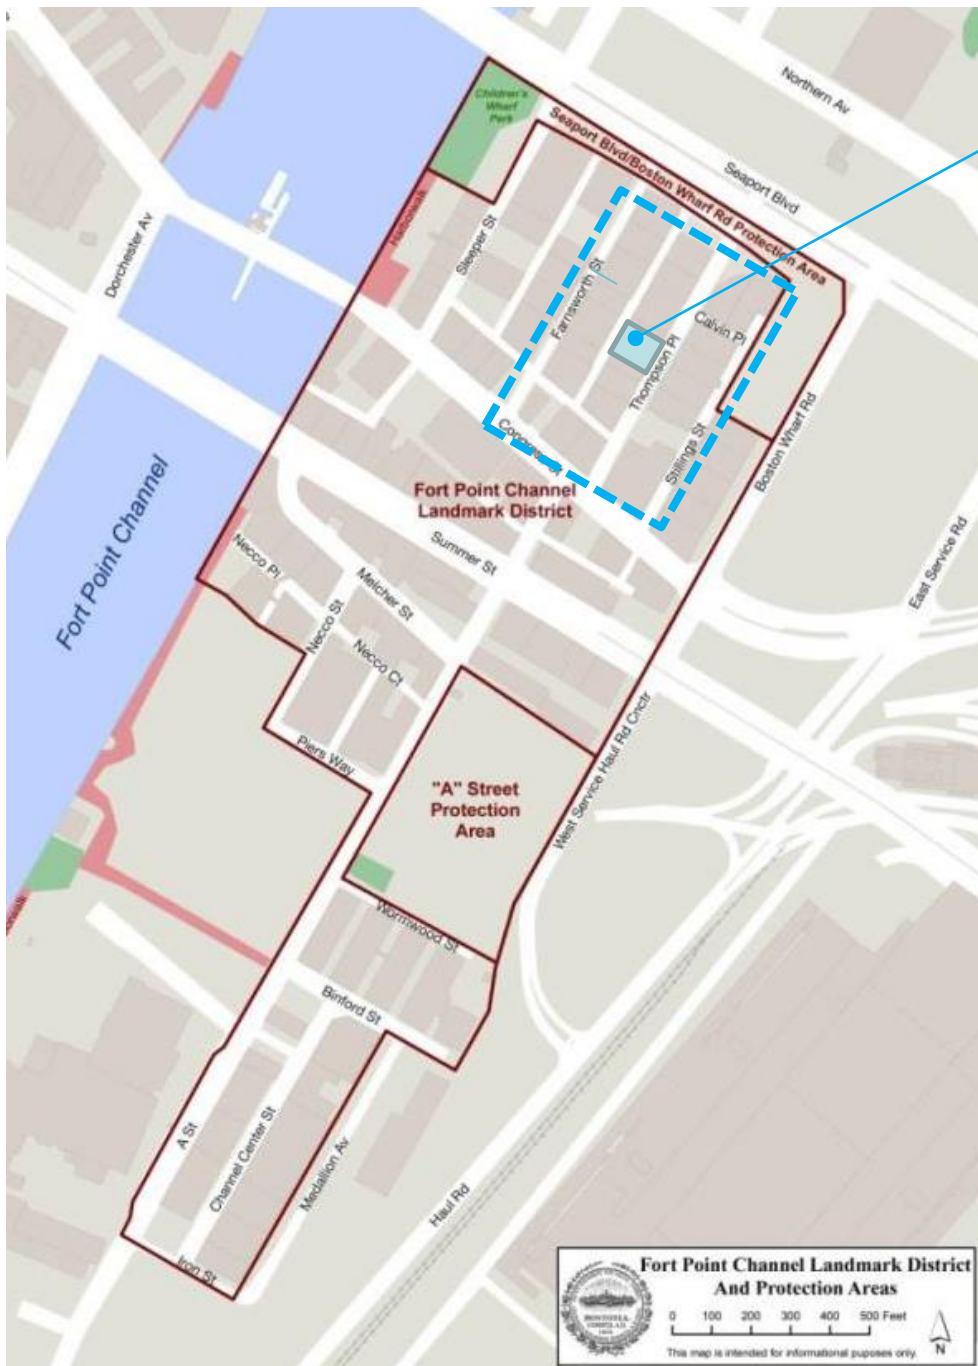 Northern Av
Children's
Wharf
Park
Seaport Blvd/Boston Wharf Rd Protection Area
Seaport Blvd
Dorchester Av
Harborwalk
Sleeper St
Farnsworth St
Calvin Pl
Thompson Pl
Congress St
Stillings St
Boston Wharf Rd
Fort Point Channel
Landmark District
Fort Point Channel
Summer St
East Service Rd
Necco Pl
Melcher St
Necco St
Necco Ct
Piers Way
West Service Haul Rd Cnctr
"A" Street
Protection
Area
Wormwood St
Binford St
A St
Channel Center St
Medallion Av
Haul Rd
Iron St
Fort Point Channel Landmark District
And Protection Areas
0 100 200 300 400 500 Feet
This map is intended for informational puposes only.
N